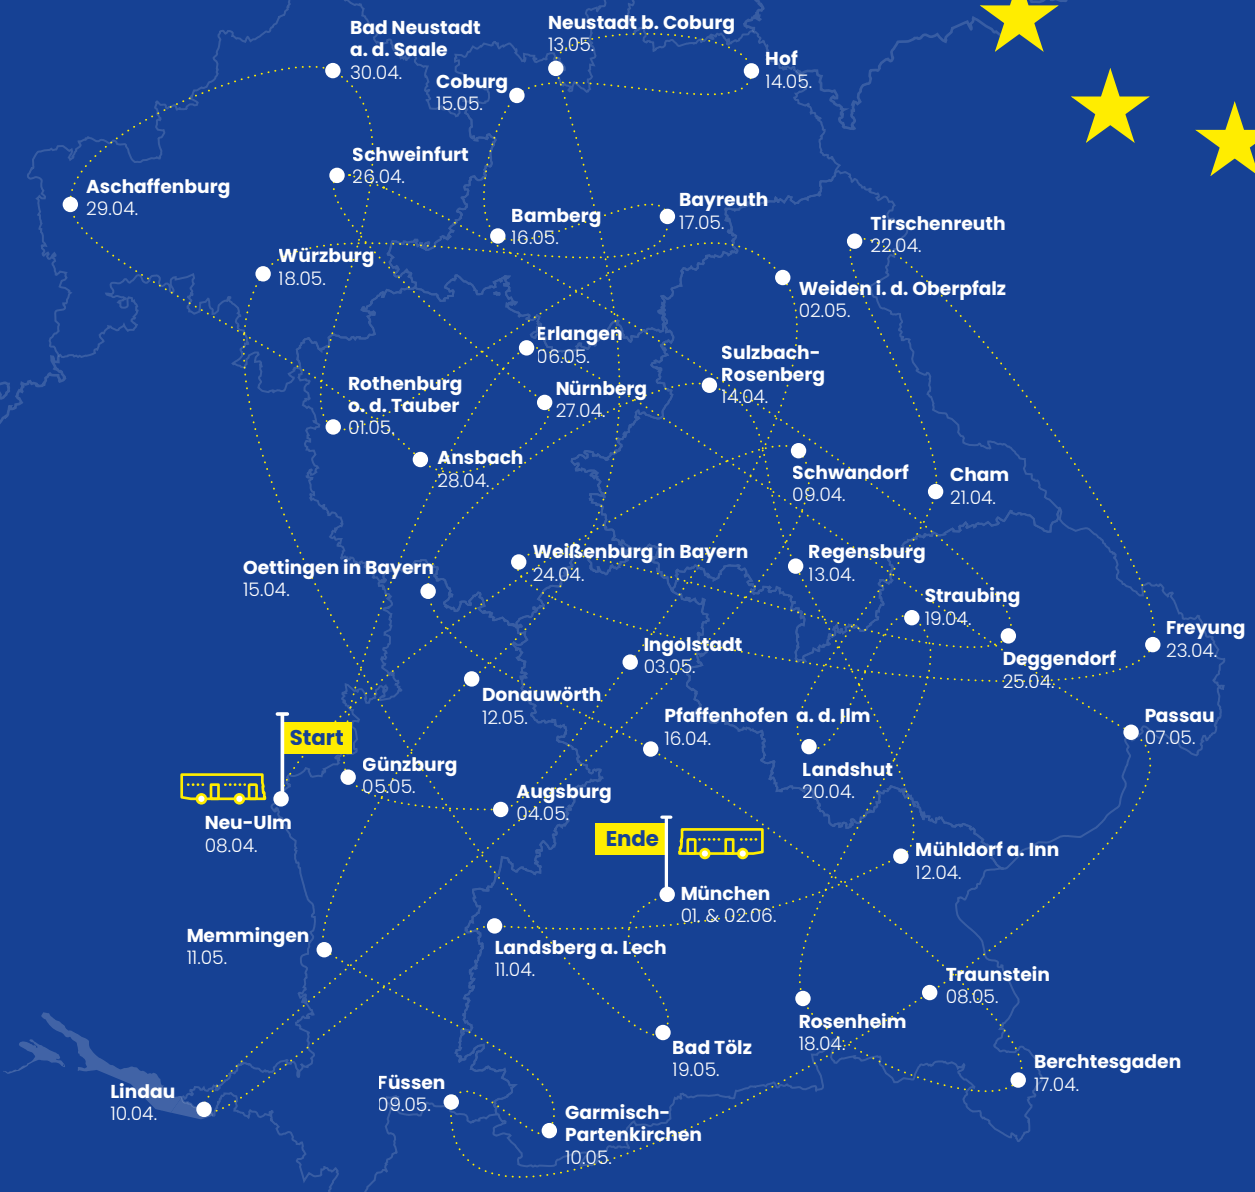 Bad Neustadt
a. d. Saale
30.04.
Neustadt b. Coburg
13.05.
Hof
14.05.
Coburg
15.05.
Schweinfurt
26.04.
Aschaffenburg
29.04.
Bayreuth
17.05.
Bamberg
16.05.
Tirschenreuth
22.04.
Würzburg
18.05.
Weiden i. d. Oberpfalz
02.05.
Erlangen
06.05.
Sulzbach-
Rosenberg
14.04.
Rothenburg
o. d. Tauber
01.05.
Nürnberg
27.04.
Ansbach
28.04.
Schwandorf
09.04.
Cham
21.04.
Weißenburg in Bayern
24.04.
Regensburg
13.04.
Oettingen in Bayern
15.04.
Straubing
19.04.
Freyung
23.04.
Ingolstadt
03.05.
Deggendorf
25.04.
Donauwörth
12.05.
Pfaffenhofen a. d. Ilm
16.04.
Passau
07.05.
Start
Günzburg
05.05.
Landshut
20.04.
Augsburg
04.05.
Neu-Ulm
08.04.
Ende
Mühldorf a. Inn
12.04.
München
01. & 02.06.
Memmingen
11.05.
Landsberg a. Lech
11.04.
Traunstein
08.05.
Rosenheim
18.04.
Bad Tölz
19.05.
Berchtesgaden
17.04.
Lindau
10.04.
Füssen
09.05.
Garmisch-
Partenkirchen
10.05.